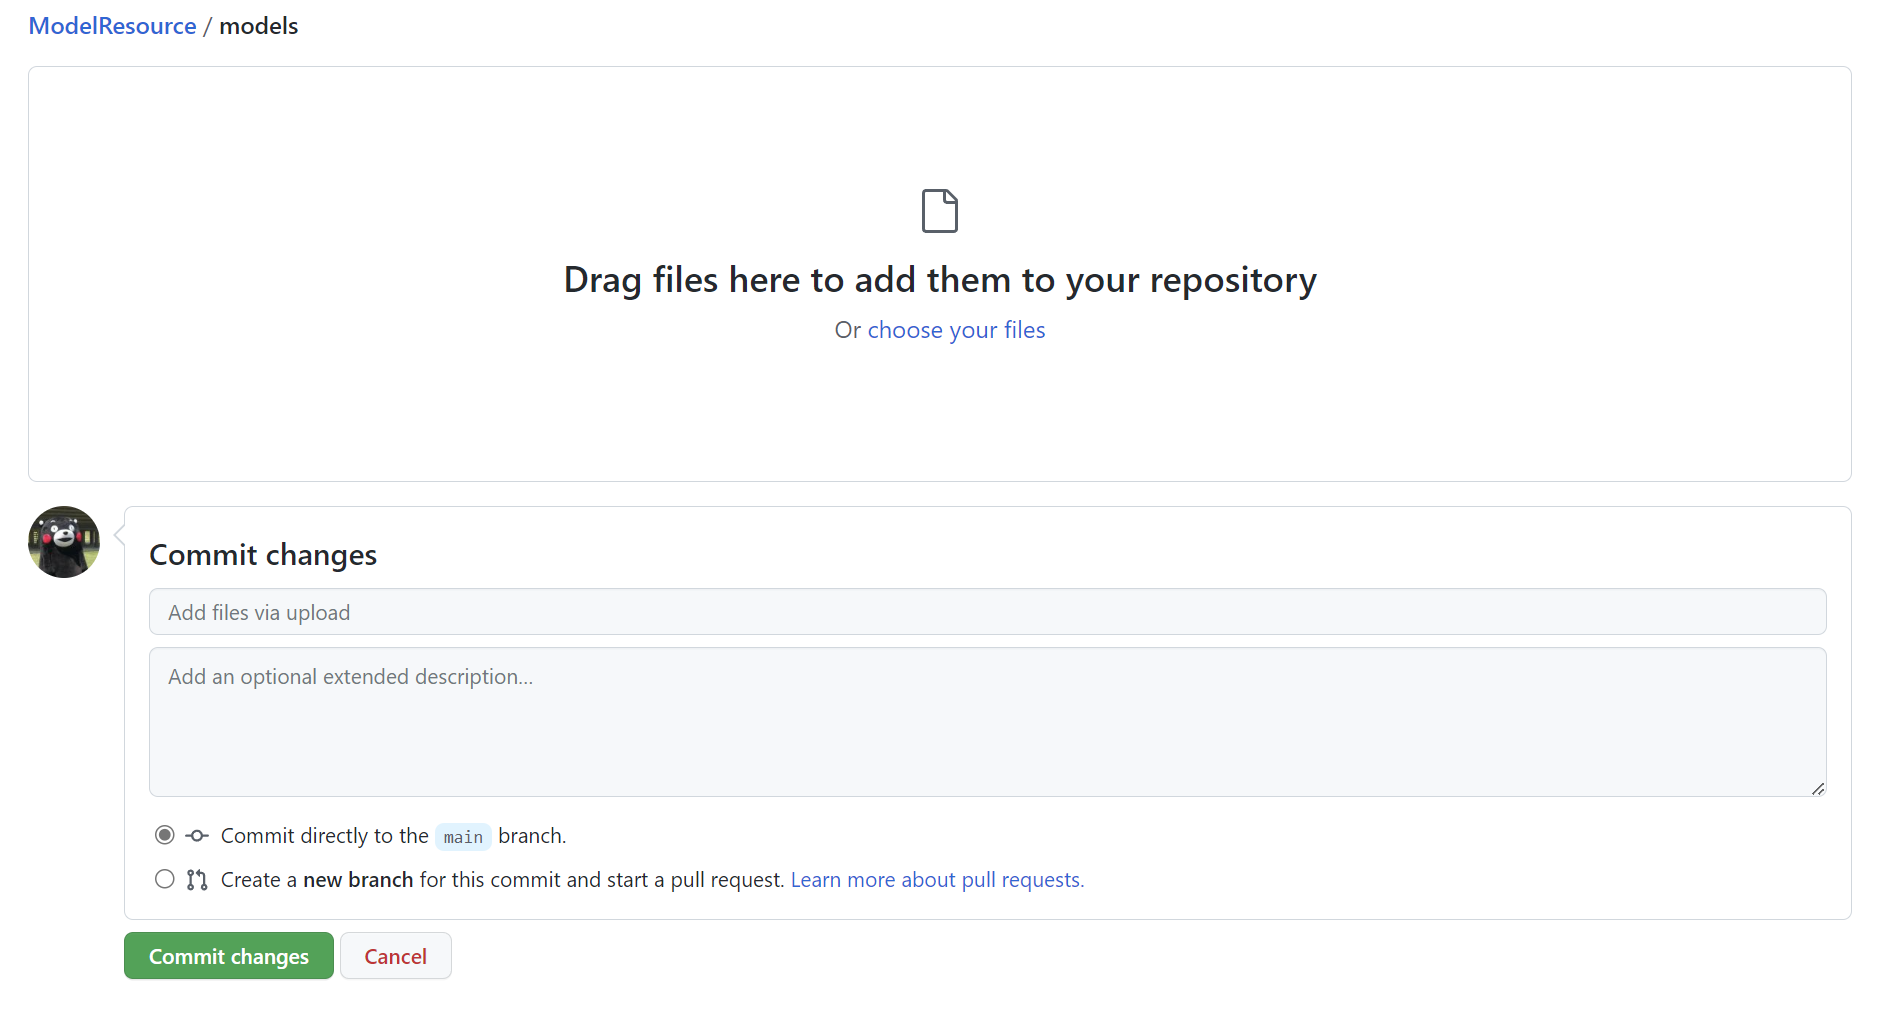 ModelResource / models
Drag files here to add them to your repository
Or choose your files
Commit changes
Add files via upload
Add an optional extended description...
Commit directly to the main branch.
Create a new branch for this commit and start a pull request. Learn more about pull requests.
Commit changes Cancel